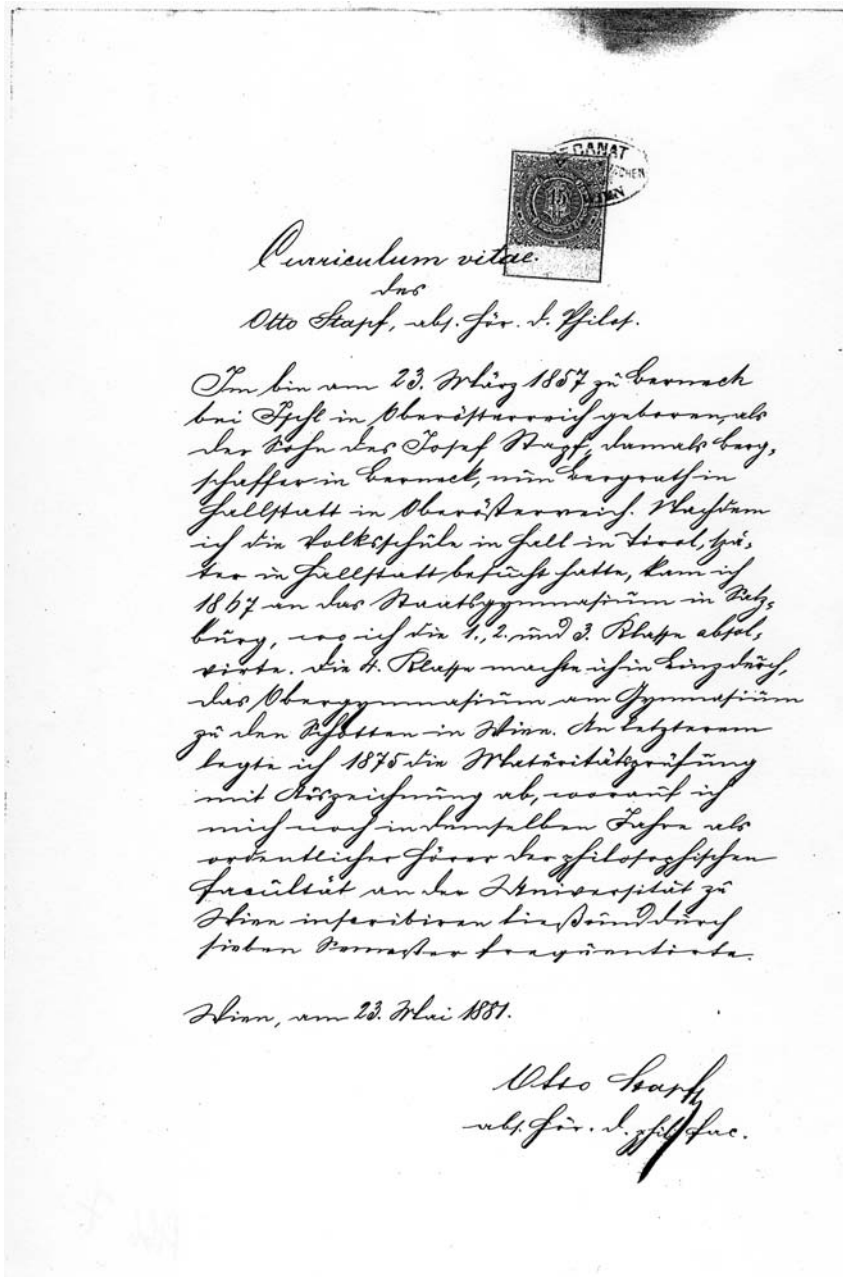 DECANAT
WIEN
15
Curriculum vitae.
des
Otto Stapf, abs. Hör. d. Philos.
Ich bin am 23. März 1857 zu Berneck
bei Ischl in Oberösterreich geboren, als
der Sohn des Josef Stapf, damals Berg-
schaffer in Berneck, nun Bergrath in
Hallstatt in Oberösterreich. Nachdem
ich die Volksschule in Hall in Tirol, spä-
ter in Hallstatt besucht hatte, kam ich
1867 an das Staatsgymnasium in Salz-
burg, wo ich die 1., 2. und 3. Klasse absol-
virte. Die 4. Klasse machte ich in Linz durch,
das Obergymnasium am Gymnasium
zu den Schotten in Wien. An letzterem
legte ich 1875 die Maturitätsprüfung
mit Auszeichnung ab, worauf ich
mich noch in demselben Jahre als
ordentlicher Hörer der philosophischen
Facultät an der Universität zu
Wien inscribiren ließ und durch
sieben Semester frequentirte.
Wien, am 23. Mai 1881.
Otto Stapf
abs. Hör. d. phil. Fac.